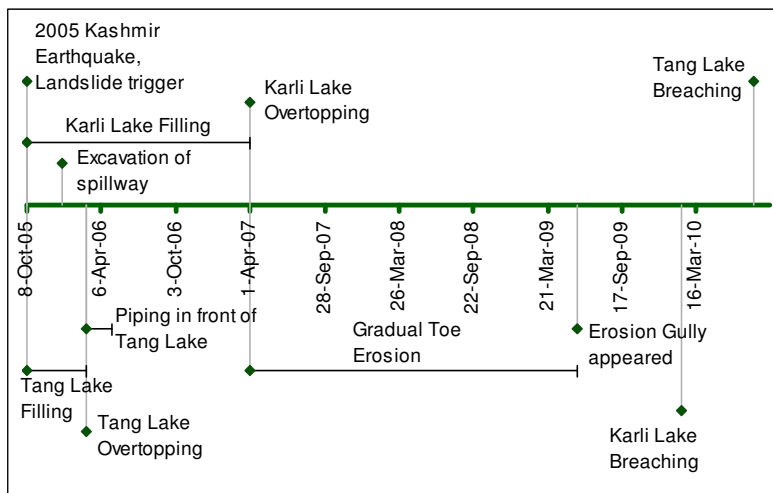 2005 Kashmir
Earthquake,
Landslide trigger
Karli Lake Filling
Excavation of
spillway
Karli Lake
Overtopping
Tang Lake
Breaching
8-Oct-05
6-Apr-06
3-Oct-06
1-Apr-07
28-Sep-07
26-Mar-08
22-Sep-08
21-Mar-09
17-Sep-09
16-Mar-10
Piping in front of
Tang Lake
Tang Lake
Filling
Tang Lake
Overtopping
Gradual Toe
Erosion
Erosion Gully
appeared
Karli Lake
Breaching